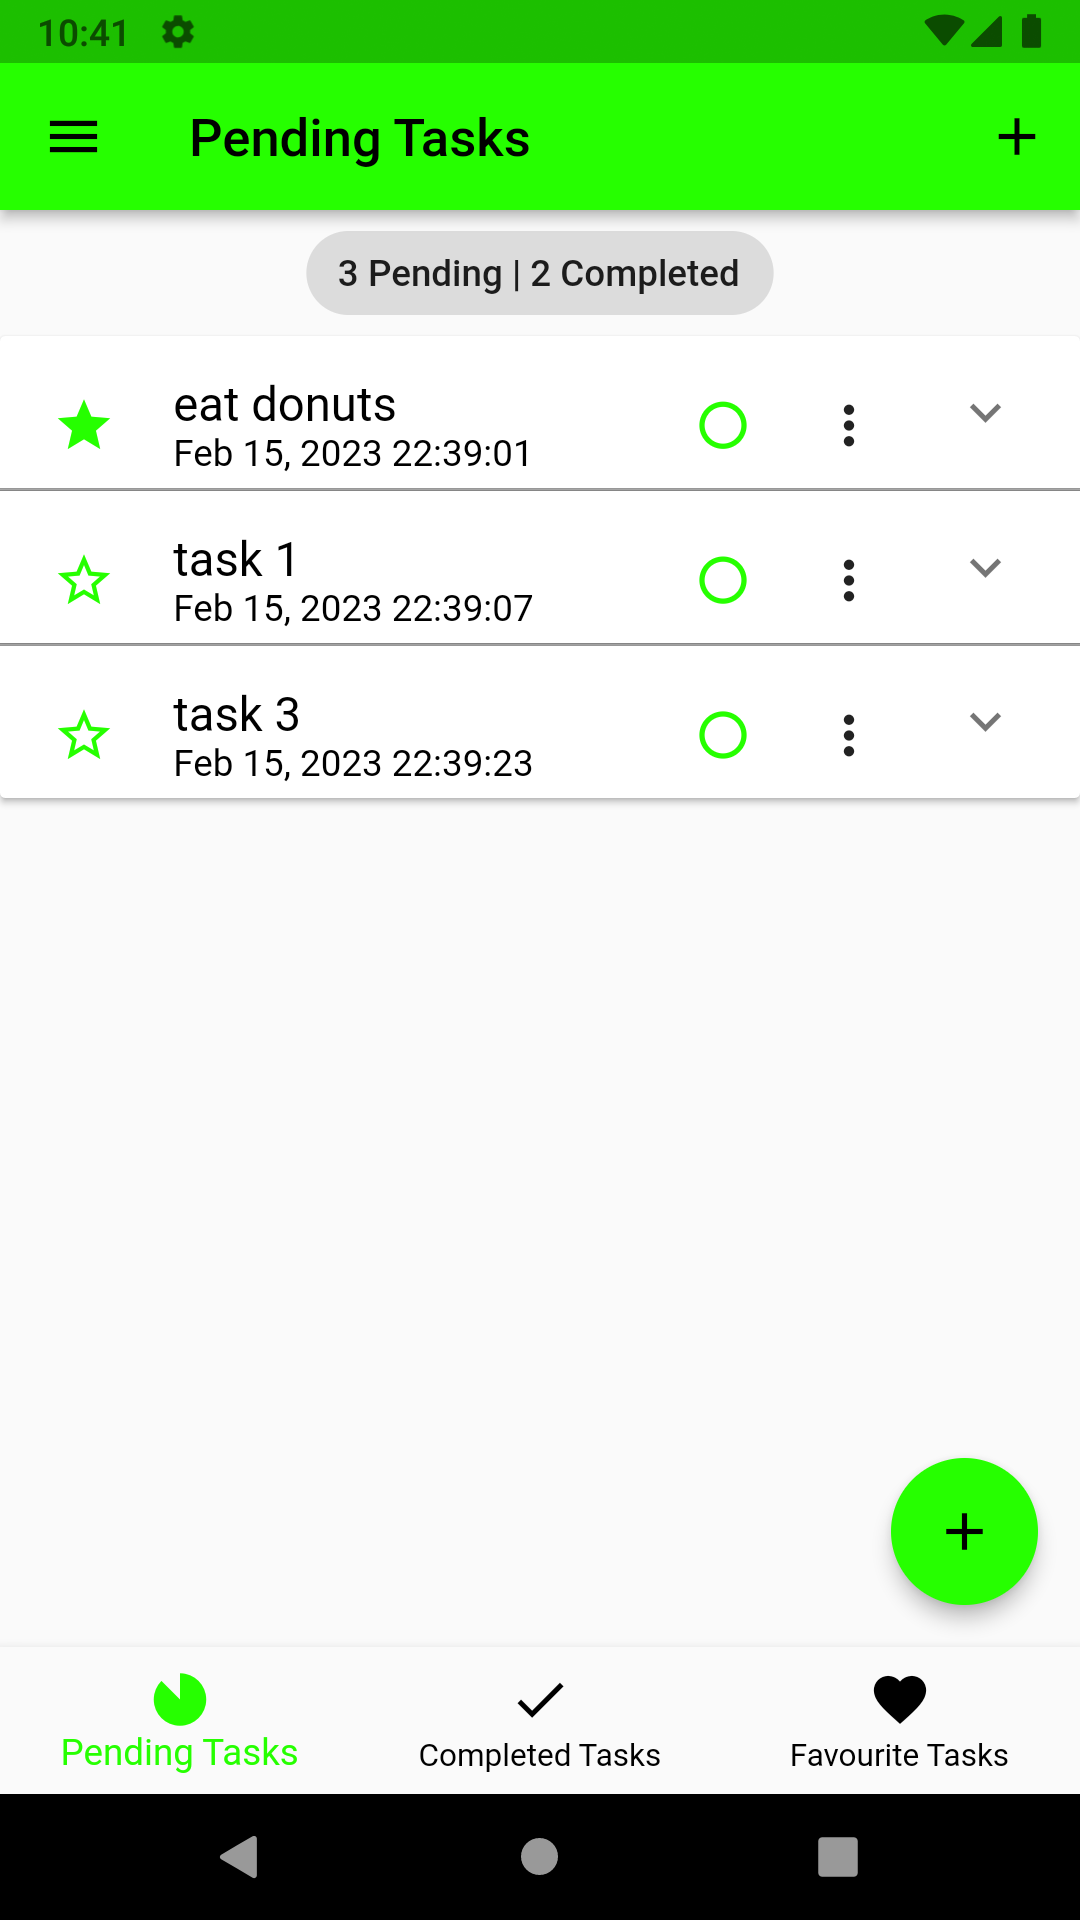 10:41
Pending Tasks
3 Pending | 2 Completed
eat donuts
Feb 15, 2023 22:39:01
task 1
Feb 15, 2023 22:39:07
task 3
Feb 15, 2023 22:39:23
Pending Tasks
Completed Tasks
Favourite Tasks